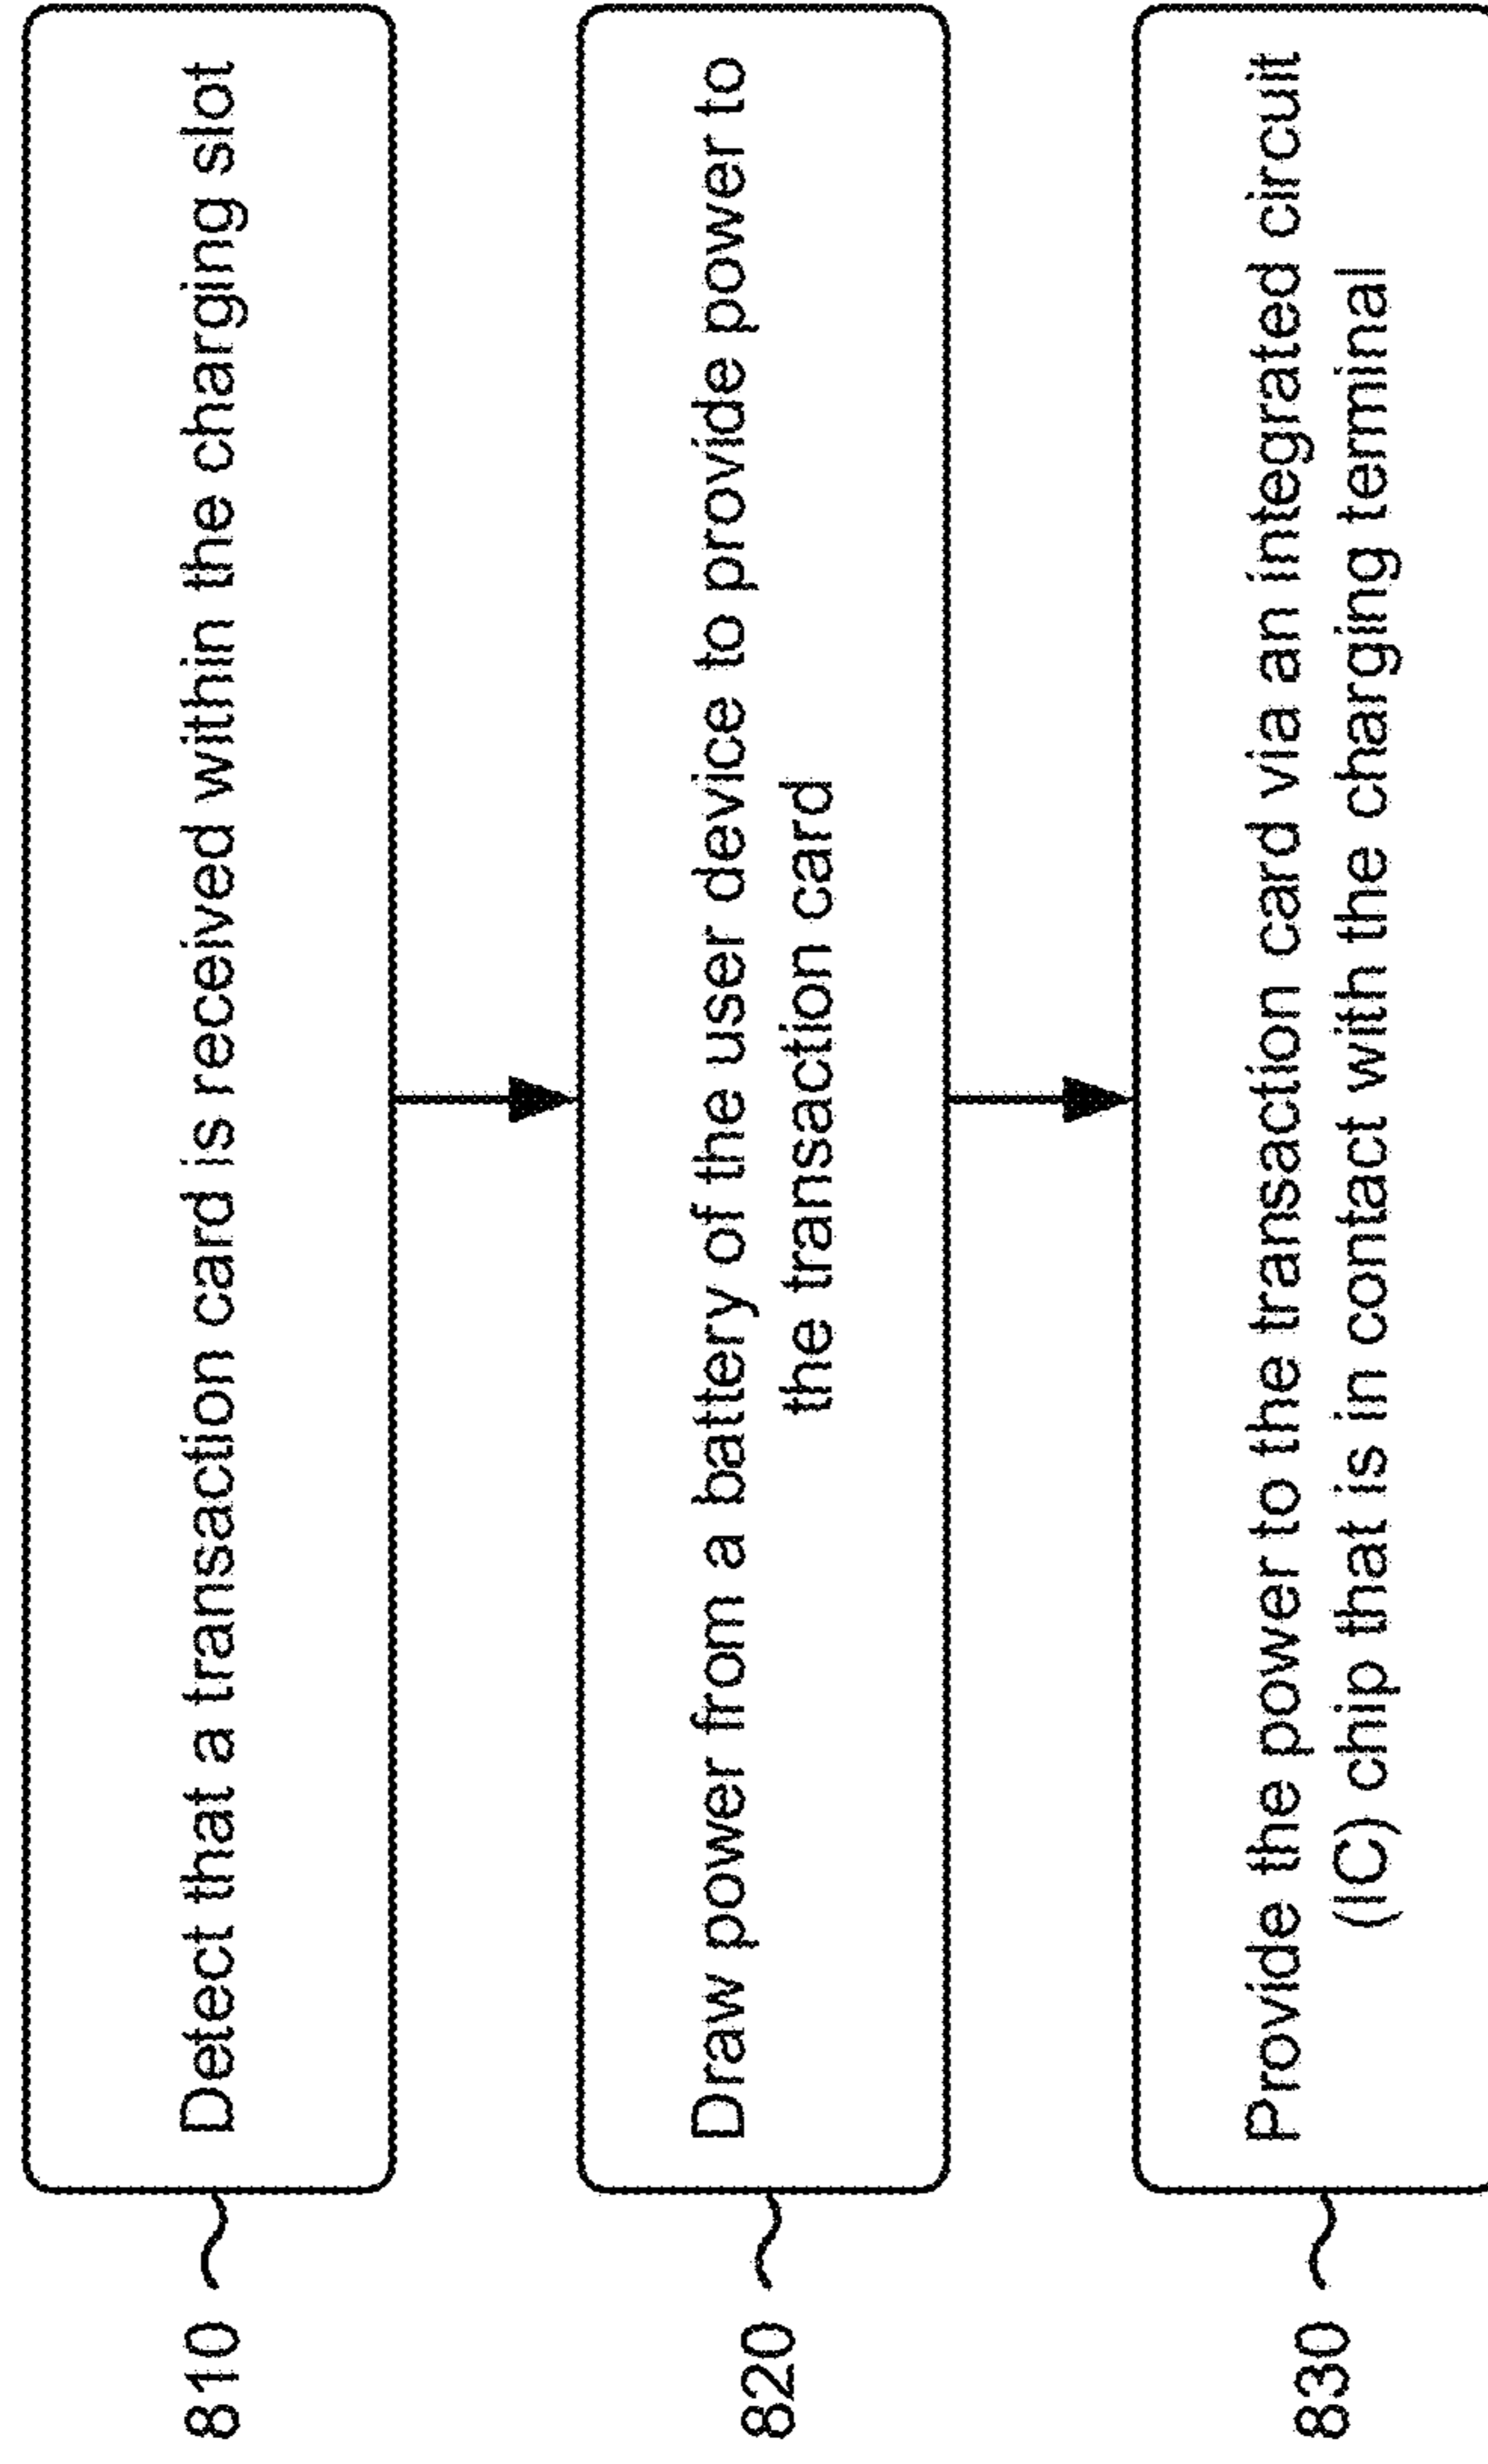 810
Detect that a transaction card is received within the charging slot
820
Draw power from a battery of the user device to provide power to
the transaction card
830
Provide the power to the transaction card via an integrated circuit
(IC) chip that is in contact with the charging terminal